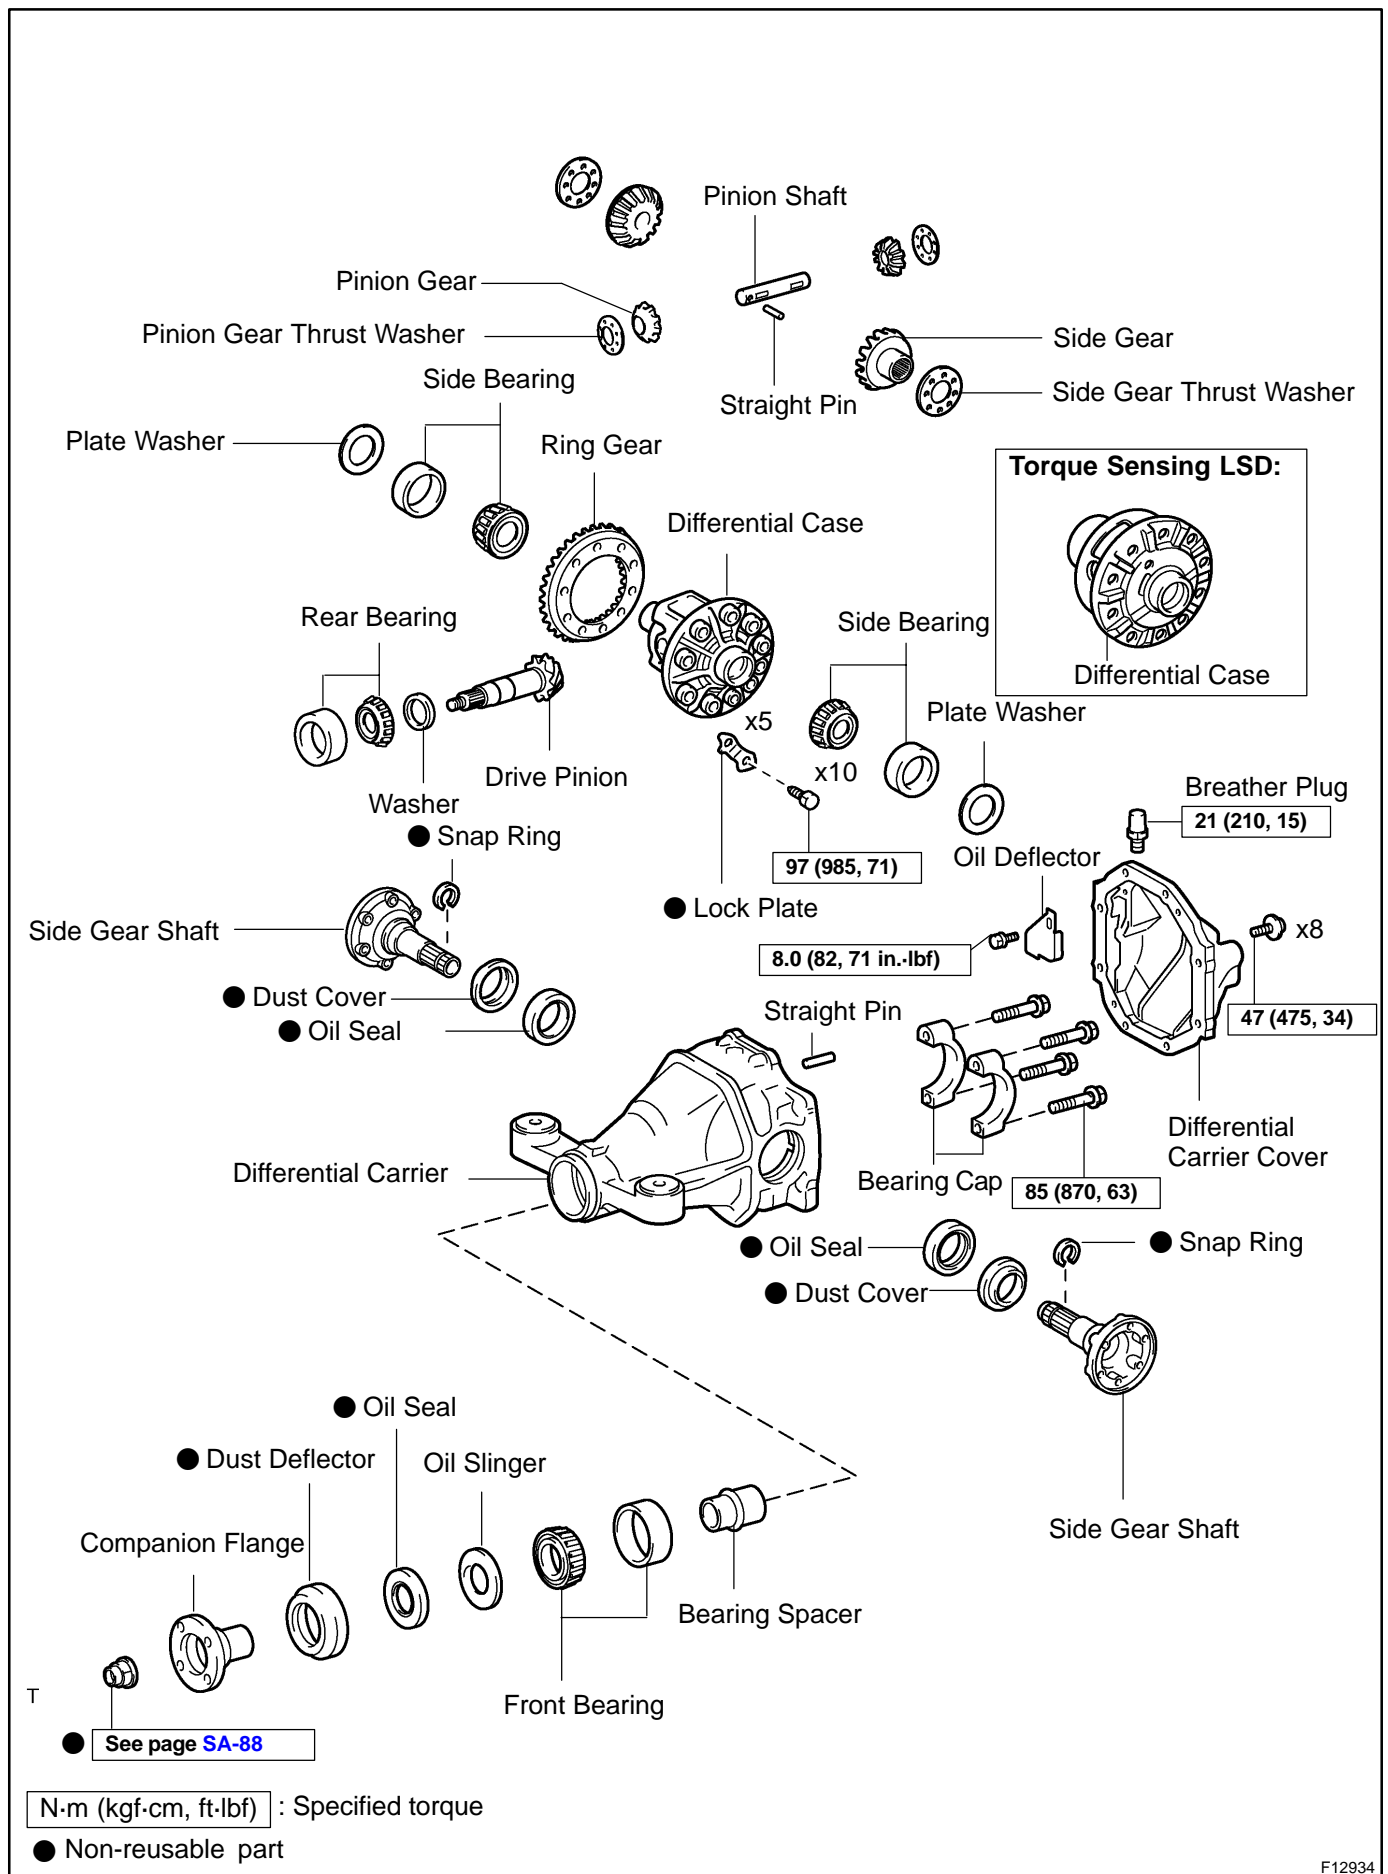 Pinion Shaft
Pinion Gear
Pinion Gear Thrust Washer
Side Gear
Side Bearing
Straight Pin
Side Gear Thrust Washer
Plate Washer
Ring Gear
Torque Sensing LSD:
Differential Case
Rear Bearing
Side Bearing
Differential Case
x5
Plate Washer
Drive Pinion
x10
Washer
Breather Plug
21 (210, 15)
● Snap Ring
97 (985, 71)
Oil Deflector
● Lock Plate
Side Gear Shaft
x8
8.0 (82, 71 in.·lbf)
● Dust Cover
Straight Pin
47 (475, 34)
● Oil Seal
Differential
Carrier Cover
Differential Carrier
Bearing Cap
85 (870, 63)
● Oil Seal
● Snap Ring
● Dust Cover
● Oil Seal
● Dust Deflector
Oil Slinger
Side Gear Shaft
Companion Flange
Bearing Spacer
Front Bearing
T
● See page SA-88
N·m (kgf·cm, ft·lbf) : Specified torque
● Non-reusable part
F12934